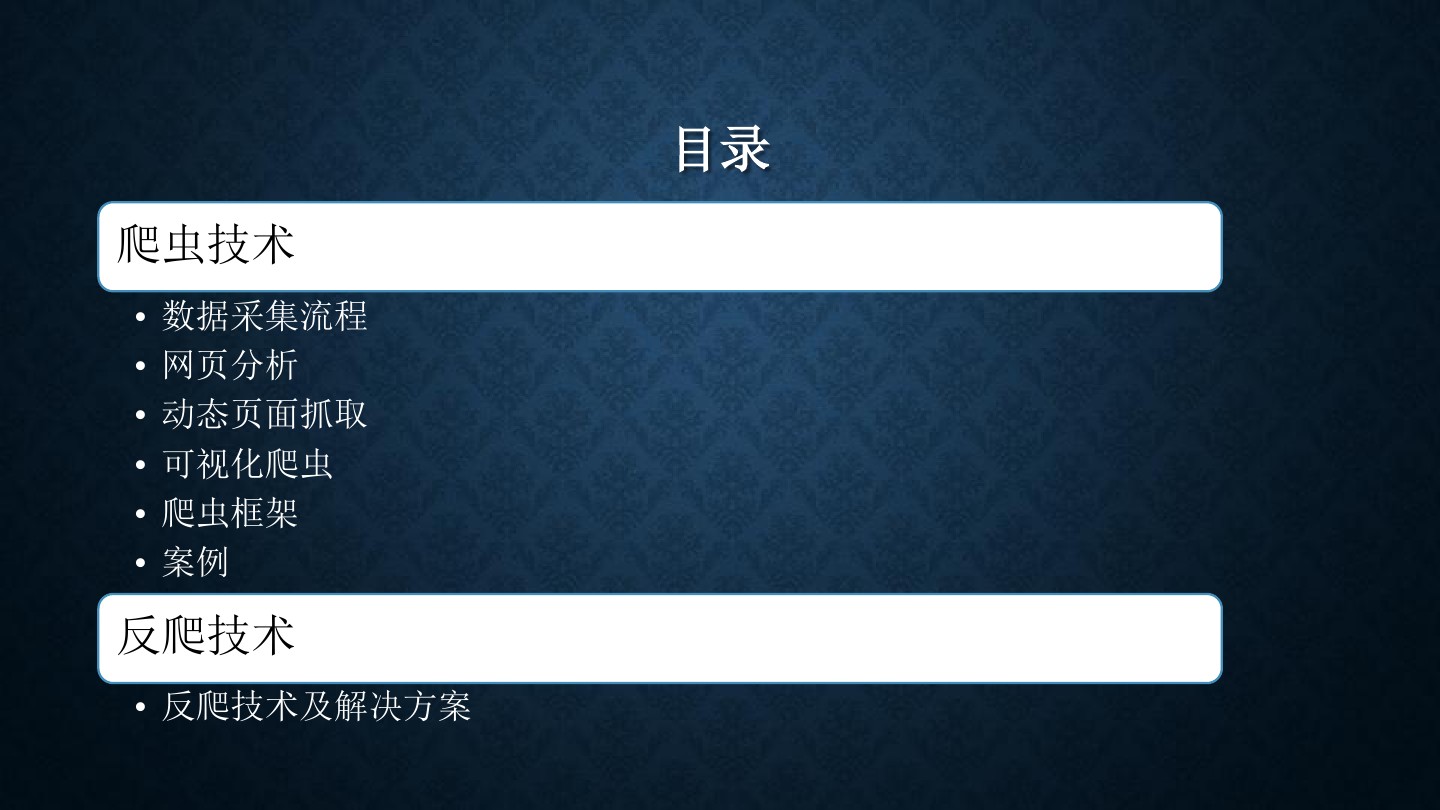 目录
爬虫技术
• 数据采集流程
• 网页分析
• 动态页面抓取
• 可视化爬虫
• 爬虫框架
• 案例
反爬技术
• 反爬技术及解决方案